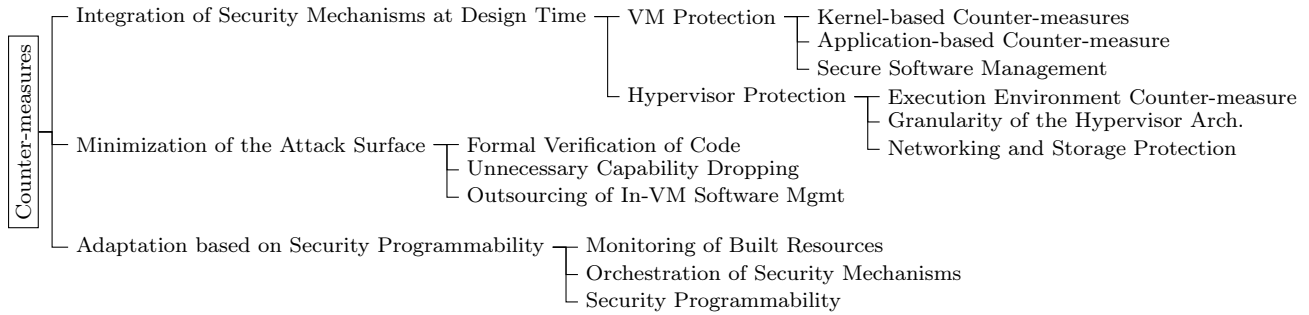 Counter-measures
Integration of Security Mechanisms at Design Time
VM Protection
Kernel-based Counter-measures
Application-based Counter-measure
Secure Software Management
Hypervisor Protection
Execution Environment Counter-measure
Granularity of the Hypervisor Arch.
Networking and Storage Protection
Minimization of the Attack Surface
Formal Verification of Code
Unnecessary Capability Dropping
Outsourcing of In-VM Software Mgmt
Adaptation based on Security Programmability
Monitoring of Built Resources
Orchestration of Security Mechanisms
Security Programmability